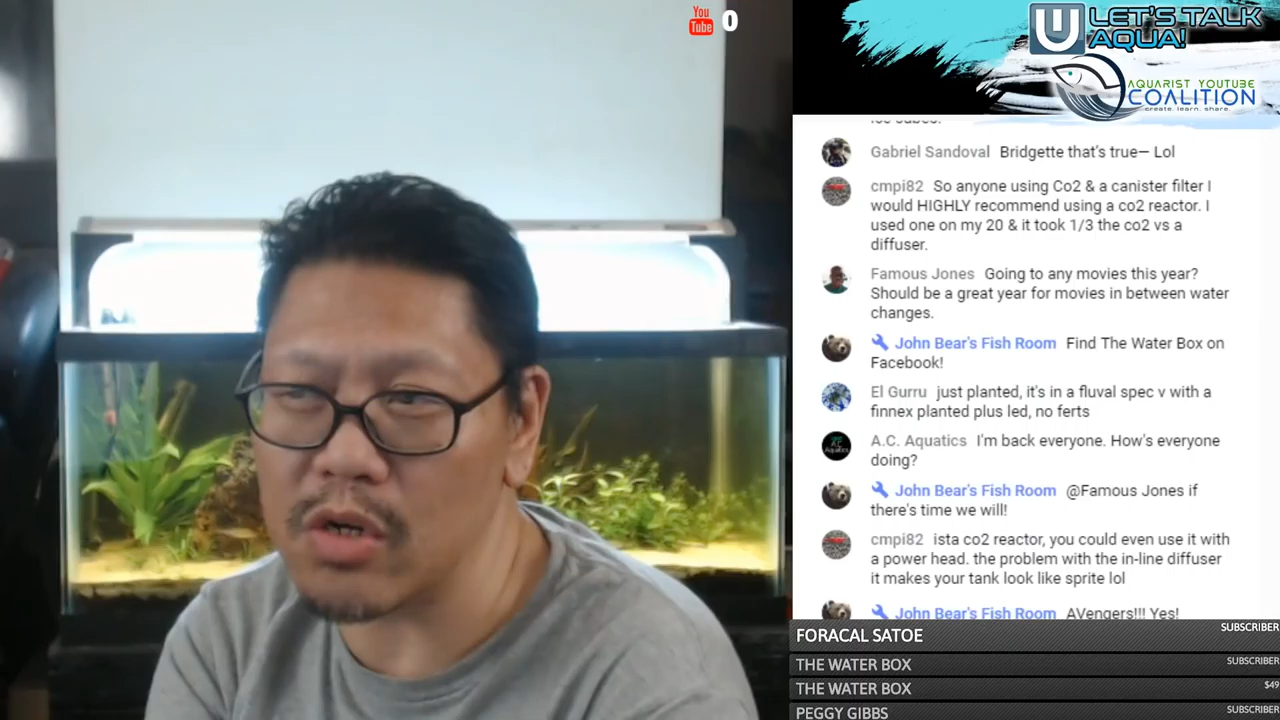 You
Tube
0
U LET'S TALK
AQUA!
AQUARIST YOUTUBE
COALITION
create. learn. share.
Gabriel Sandoval Bridgette that's true— Lol
cmpi82 So anyone using Co2 & a canister filter I
would HIGHLY recommend using a co2 reactor. I
used one on my 20 & it took 1/3 the co2 vs a
diffuser.
Famous Jones Going to any movies this year?
Should be a great year for movies in between water
changes.
John Bear's Fish Room Find The Water Box on
Facebook!
El Gurru just planted, it's in a fluval spec v with a
finnex planted plus led, no ferts
A.C. Aquatics I'm back everyone. How's everyone
doing?
John Bear's Fish Room @Famous Jones if
there's time we will!
cmpi82 ista co2 reactor, you could even use it with
a power head. the problem with the in-line diffuser
it makes your tank look like sprite lol
John Bear's Fish Room AVengers!!! Yes!
FORACAL SATOE SUBSCRIBER
THE WATER BOX SUBSCRIBER
THE WATER BOX $49
PEGGY GIBBS SUBSCRIBER